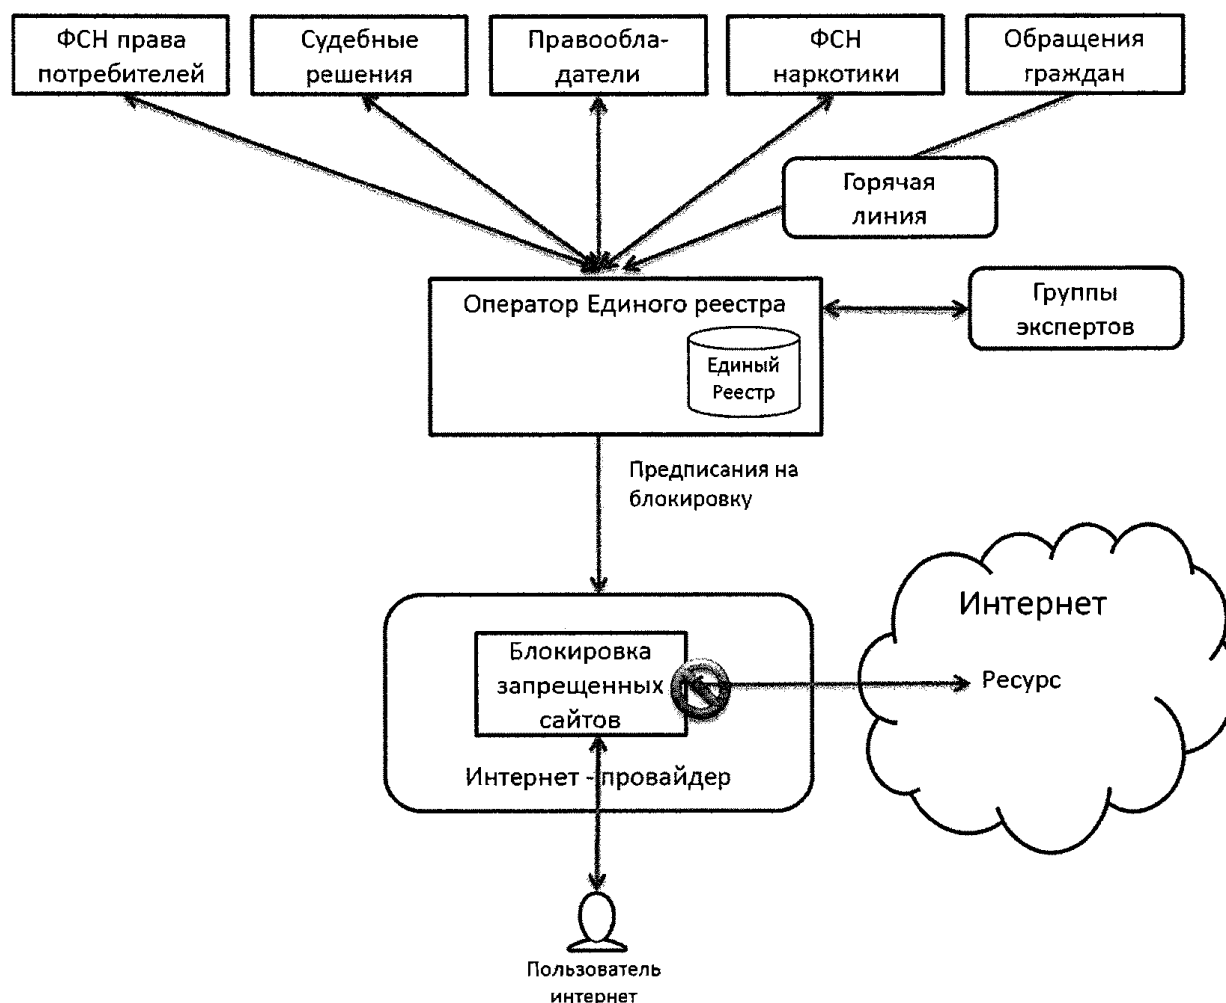 ФСН права
потребителей
Судебные
решения
Правообла-
датели
ФСН
наркотики
Обращения
граждан
Горячая
линия
Оператор Единого реестра
Единый
Реестр
Группы
экспертов
Предписания на
блокировку
Интернет
Ресурс
Блокировка
запрещенных
сайтов
Интернет - провайдер
Пользователь
интернет